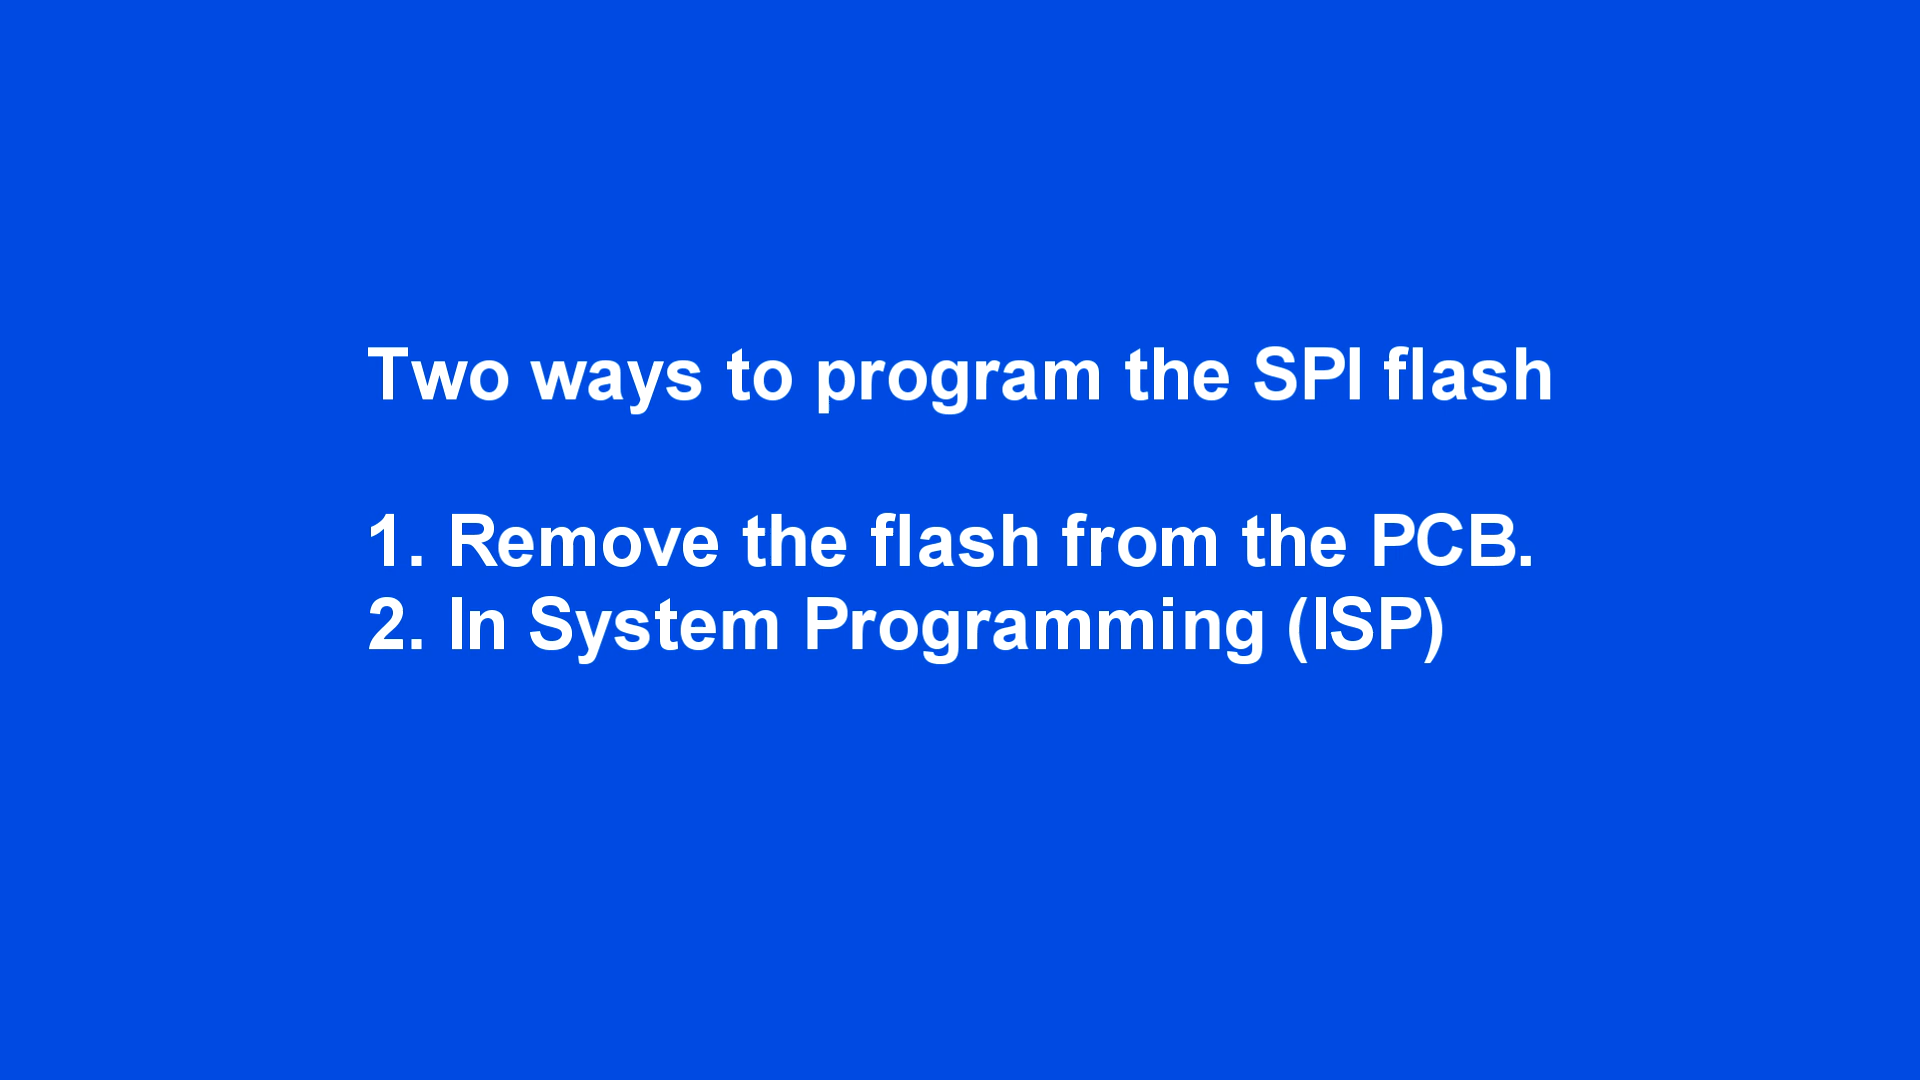 Two ways to program the SPI flash
1. Remove the flash from the PCB.
2. In System Programming (ISP)